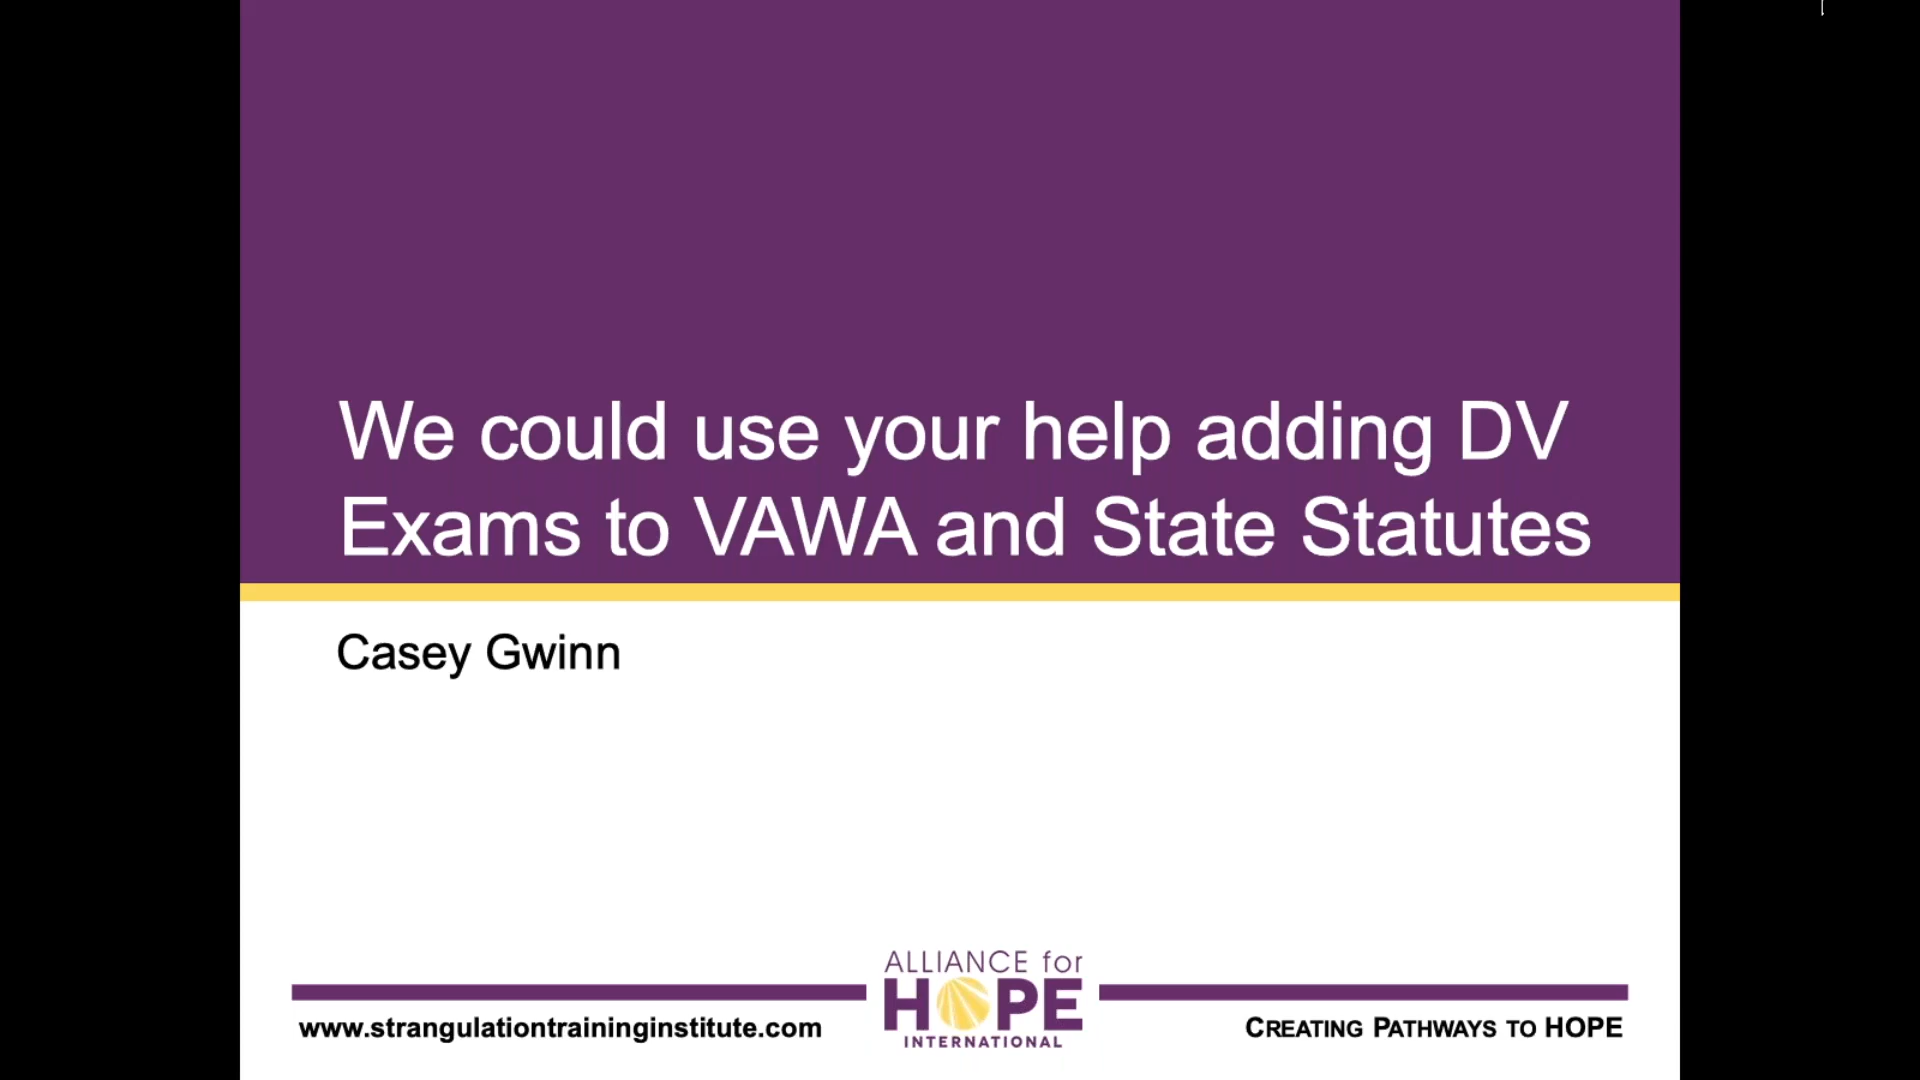 We could use your help adding DV
Exams to VAWA and State Statutes
Casey Gwinn
www.strangulationtraininginstitute.com
ALLIANCE for
HOPE
INTERNATIONAL
CREATING PATHWAYS TO HOPE